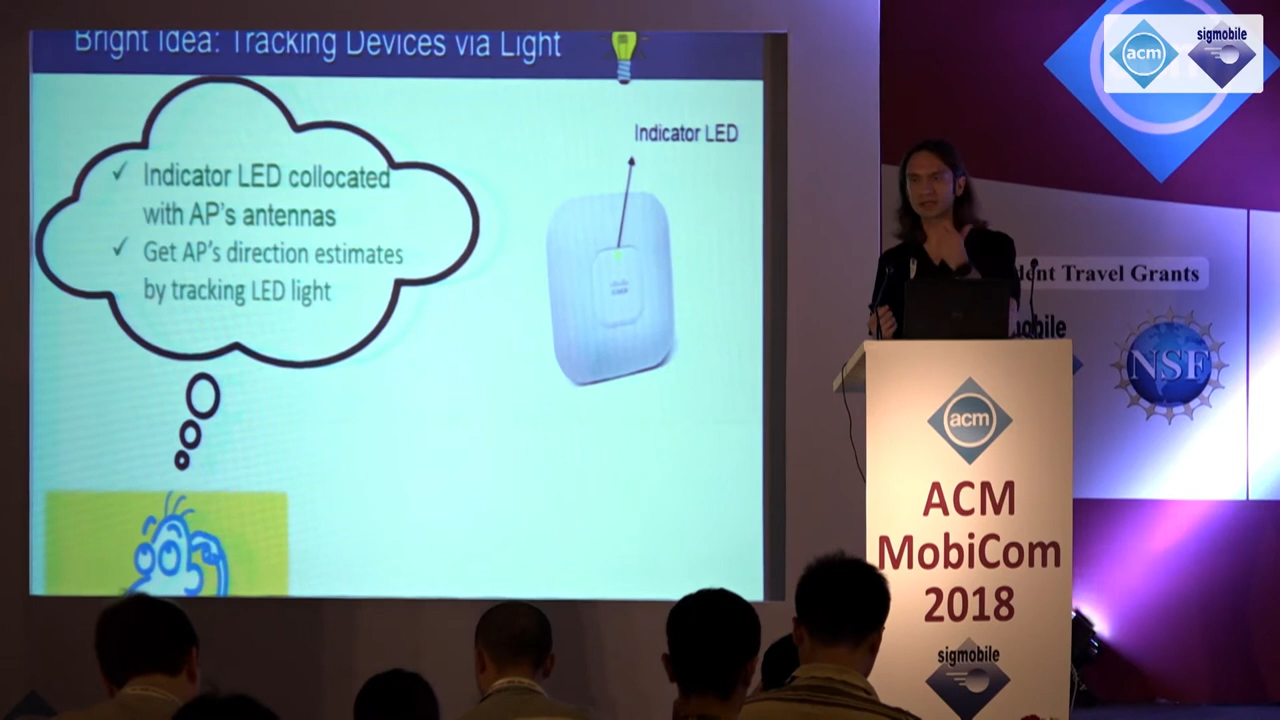 Bright Idea: Tracking Devices via Light
Indicator LED
✓ Indicator LED collocated
with AP's antennas
✓ Get AP's direction estimates
by tracking LED light
acm
sigmobile
dent Travel Grants
NSF
acm
ACM
MobiCom
2018
sigmobile